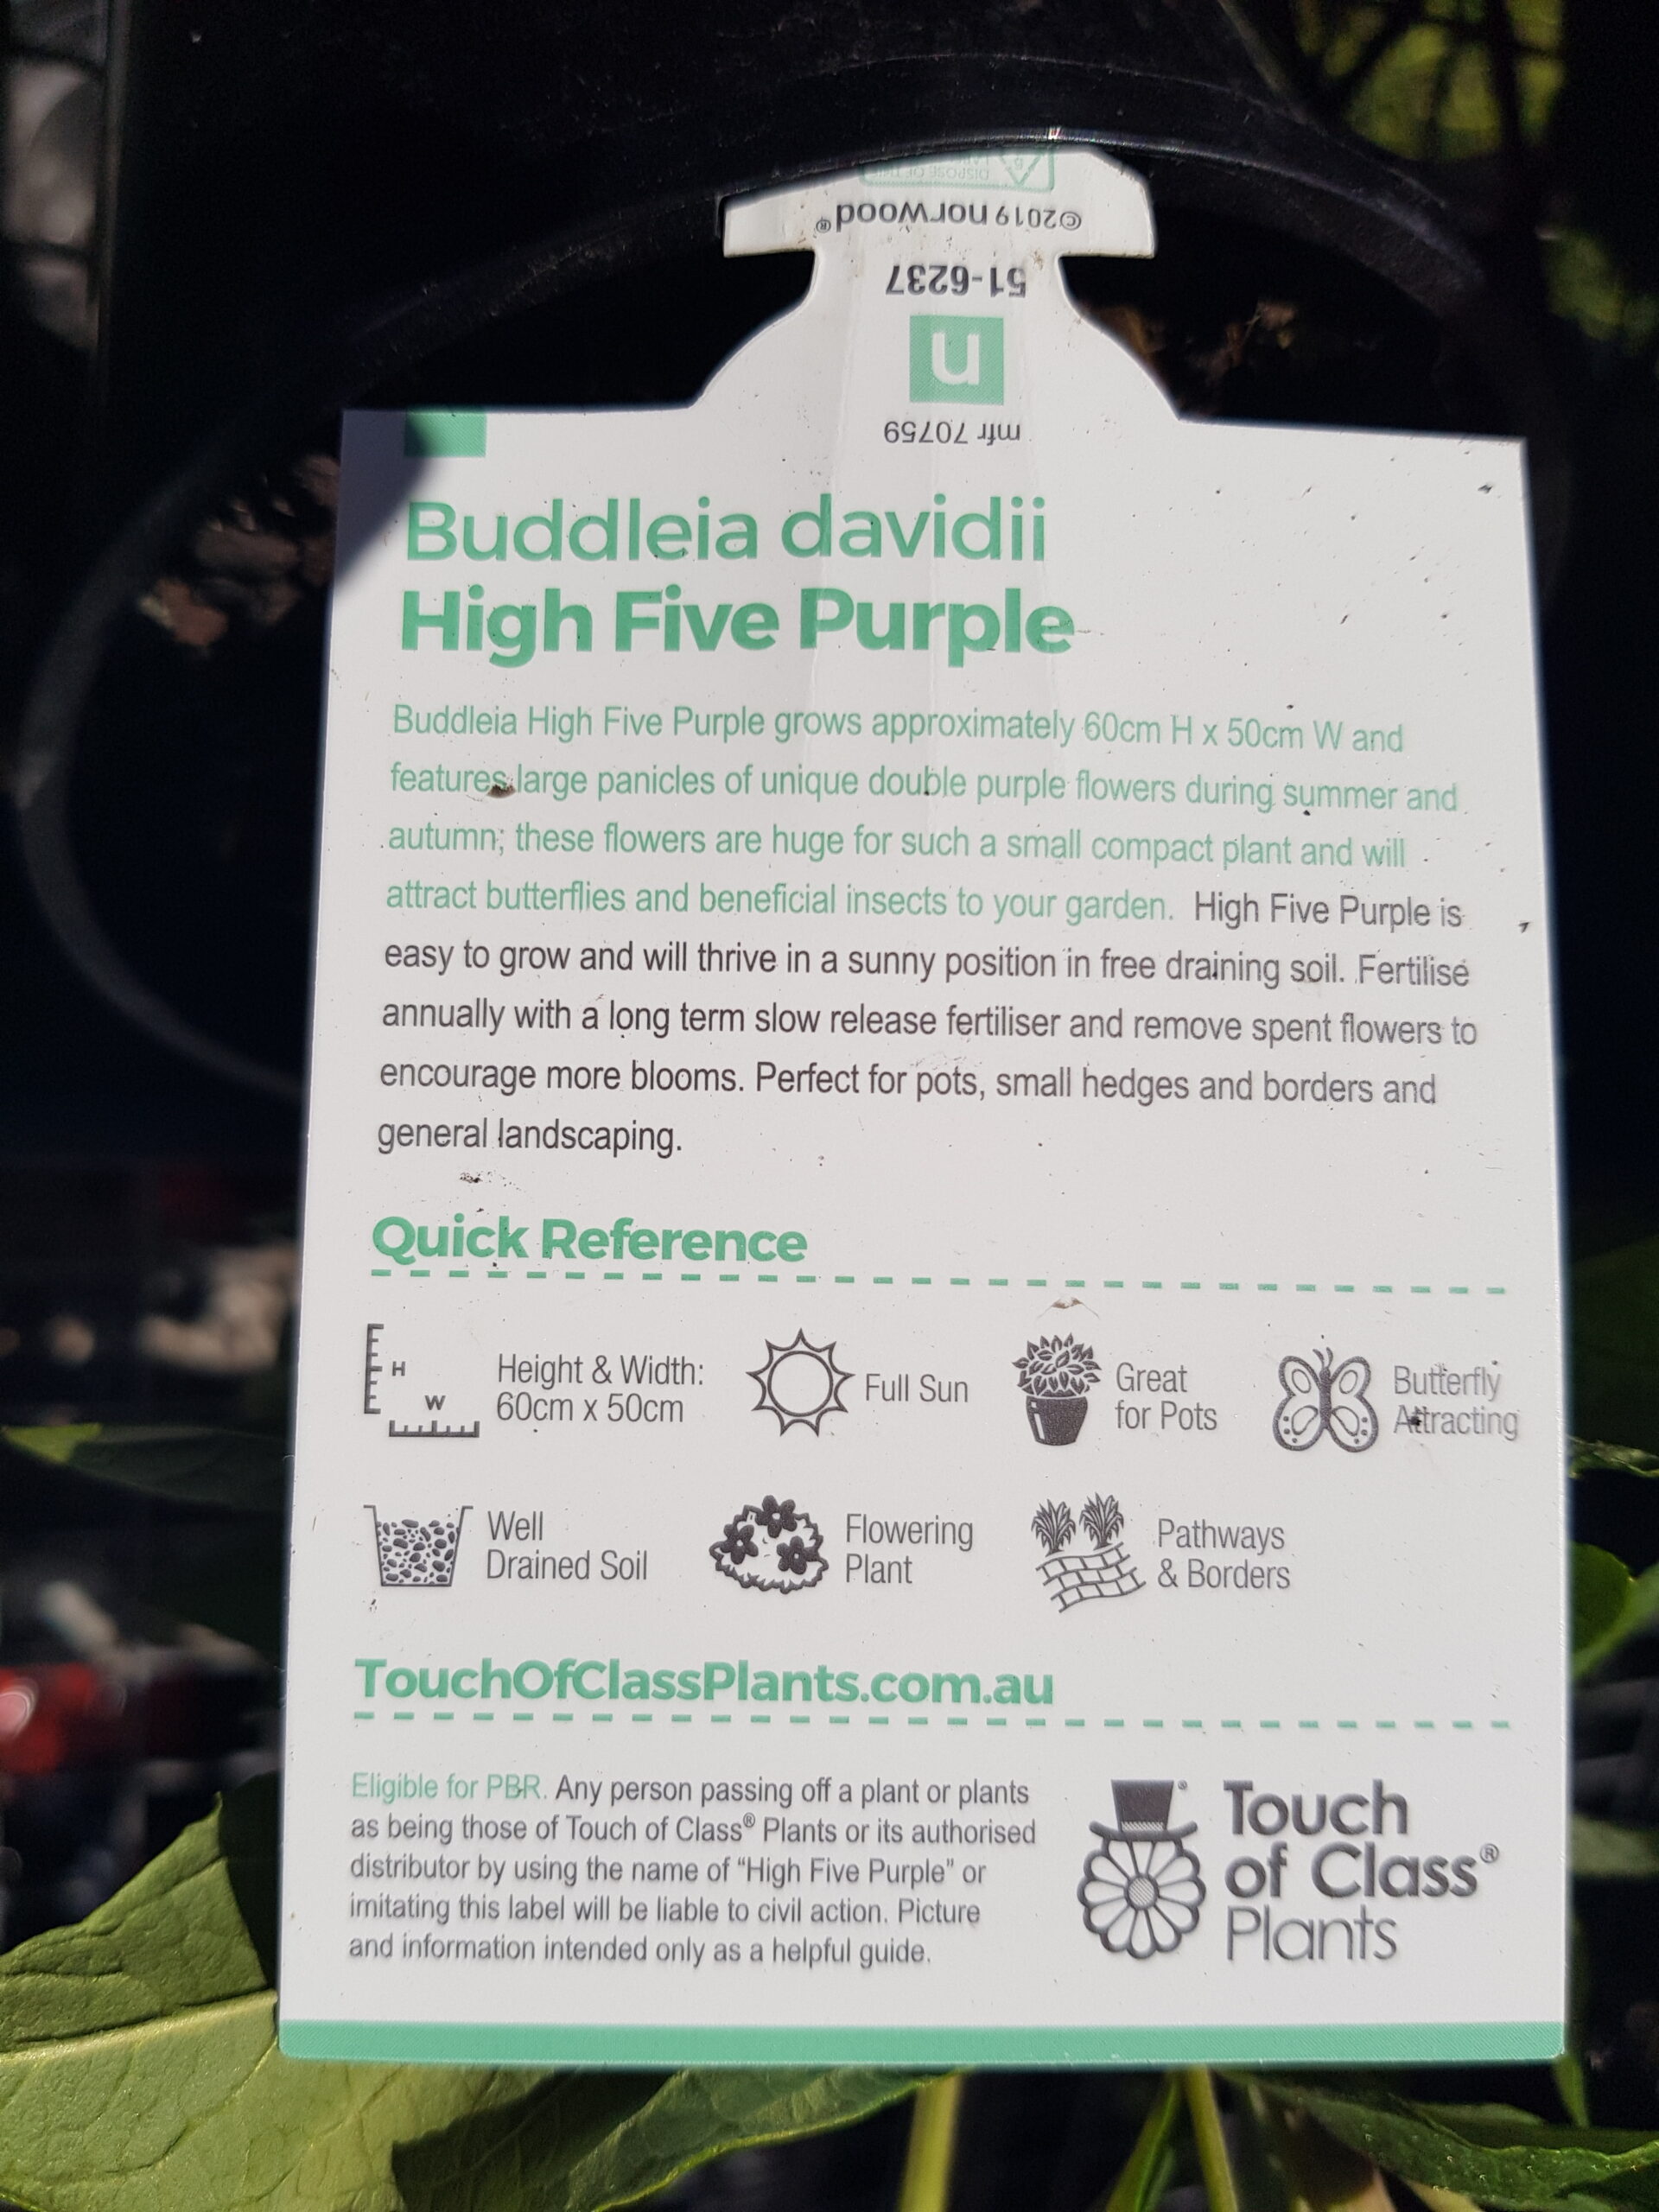 ©2019 norwood®
51-6237
n
mfr 70759
Buddleia davidii
High Five Purple
Buddleia High Five Purple grows approximately 60cm H x 50cm W and
features large panicles of unique double purple flowers during summer and
autumn; these flowers are huge for such a small compact plant and will
attract butterflies and beneficial insects to your garden. High Five Purple is
easy to grow and will thrive in a sunny position in free draining soil. Fertilise
annually with a long term slow release fertiliser and remove spent flowers to
encourage more blooms. Perfect for pots, small hedges and borders and
general landscaping.
Quick Reference
H
W
Height & Width:
60cm x 50cm
Full Sun
Great
for Pots
Butterfly
Attracting
Well
Drained Soil
Flowering
Plant
Pathways
& Borders
TouchOfClassPlants.com.au
Eligible for PBR. Any person passing off a plant or plants
as being those of Touch of Class® Plants or its authorised
distributor by using the name of “High Five Purple” or
imitating this label will be liable to civil action. Picture
and information intended only as a helpful guide.
Touch
of Class®
Plants